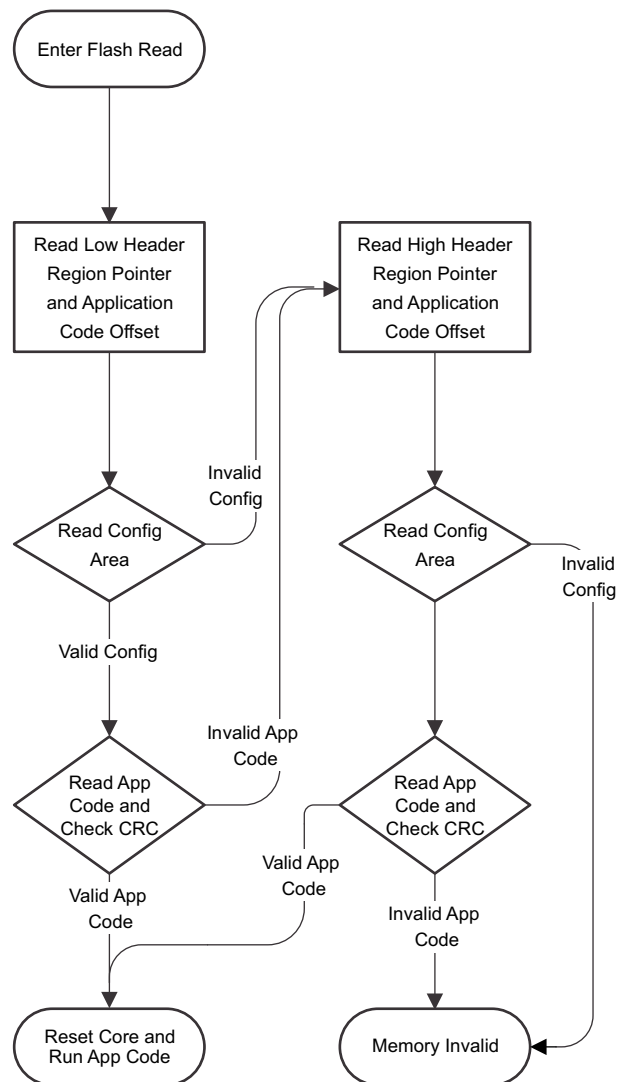 Enter Flash Read
Read Low Header
Region Pointer
and Application
Code Offset
Read High Header
Region Pointer
and Application
Code Offset
Invalid
Config
Read Config
Area
Read Config
Area
Invalid
Config
Valid Config
Invalid App
Code
Read App
Code and
Check CRC
Read App
Code and
Check CRC
Valid App
Code
Valid App
Code
Invalid App
Code
Reset Core and
Run App Code
Memory Invalid